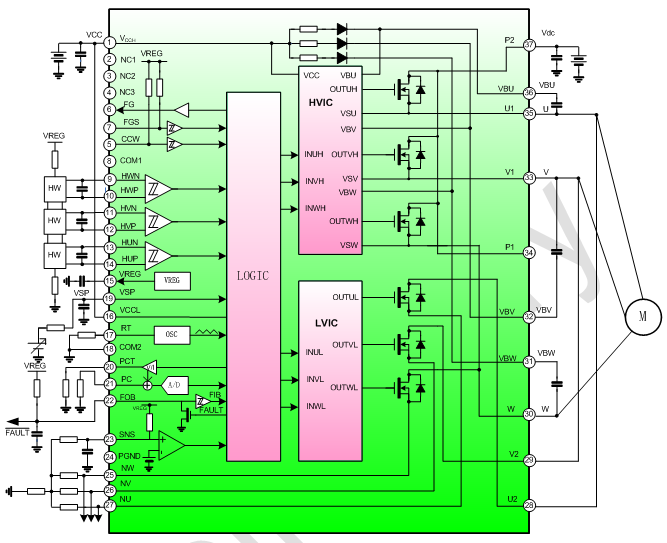 VCC
1 VCCH
VREG
2 NC1
3 NC2
4 NC3
6 FG
7 FGS
5 CCW
8 COM1
VREG
HW
9 HWN
10 HWP
HW
11 HVN
12 HVP
HW
13 HUN
14 HUP
15 VREG
VREG
VSP
19 VSP
16 VCCL
17 RT
OSC
18 COM2
VREG
20 PCT
V/I
21 PC
A/D
22 FOB
FIB
FAULT
FAULT
VREG
23 SNS
24 PGND
25 NW
26 NV
27 NU
LOGIC
VCC
VBU
OUTUH
HVIC
VSU
VBV
INUH
OUTVH
INVH
VSV
VBW
INWH
OUTWH
VSW
OUTUL
LVIC
INUL
OUTVL
INVL
OUTWL
INWL
P2 37 Vdc
VBU 36 VBU
U1 35 U
V1 33 V
P1 34
VBV 32 VBV
VBW 31 VBW
W 30 W
V2 29
U2 28
M